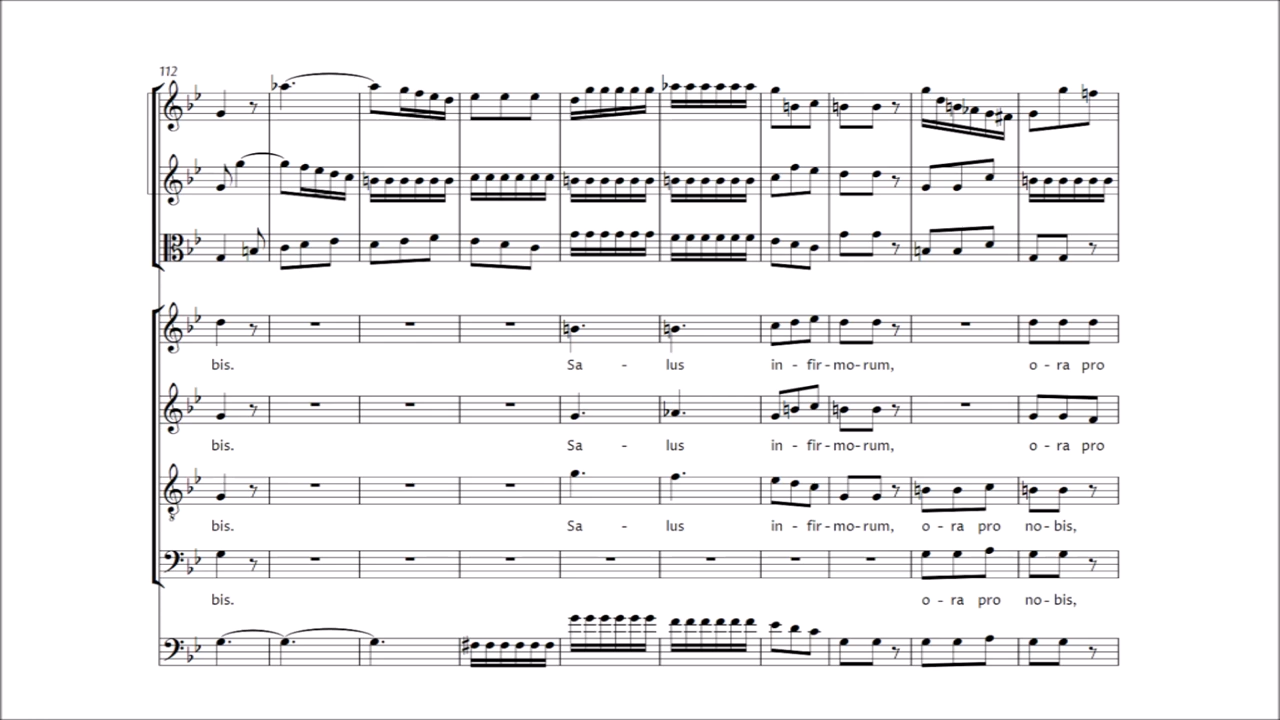 112
bis. Sa - lus in - fir - mo - rum, o - ra pro
bis. Sa - lus in - fir - mo - rum, o - ra pro
bis. Sa - lus in - fir - mo - rum, o - ra pro no - bis,
bis. o - ra pro no - bis,